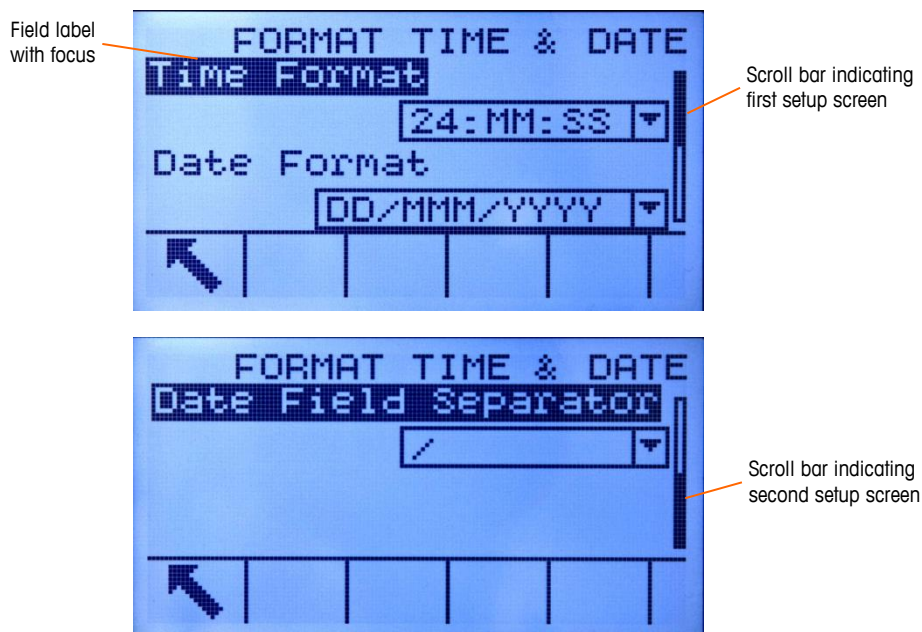 Field label
with focus
FORMAT TIME & DATE
Time Format
24:MM:SS
Scroll bar indicating
first setup screen
Date Format
DD/MMM/YYYY
FORMAT TIME & DATE
Date Field Separator
/
Scroll bar indicating
second setup screen